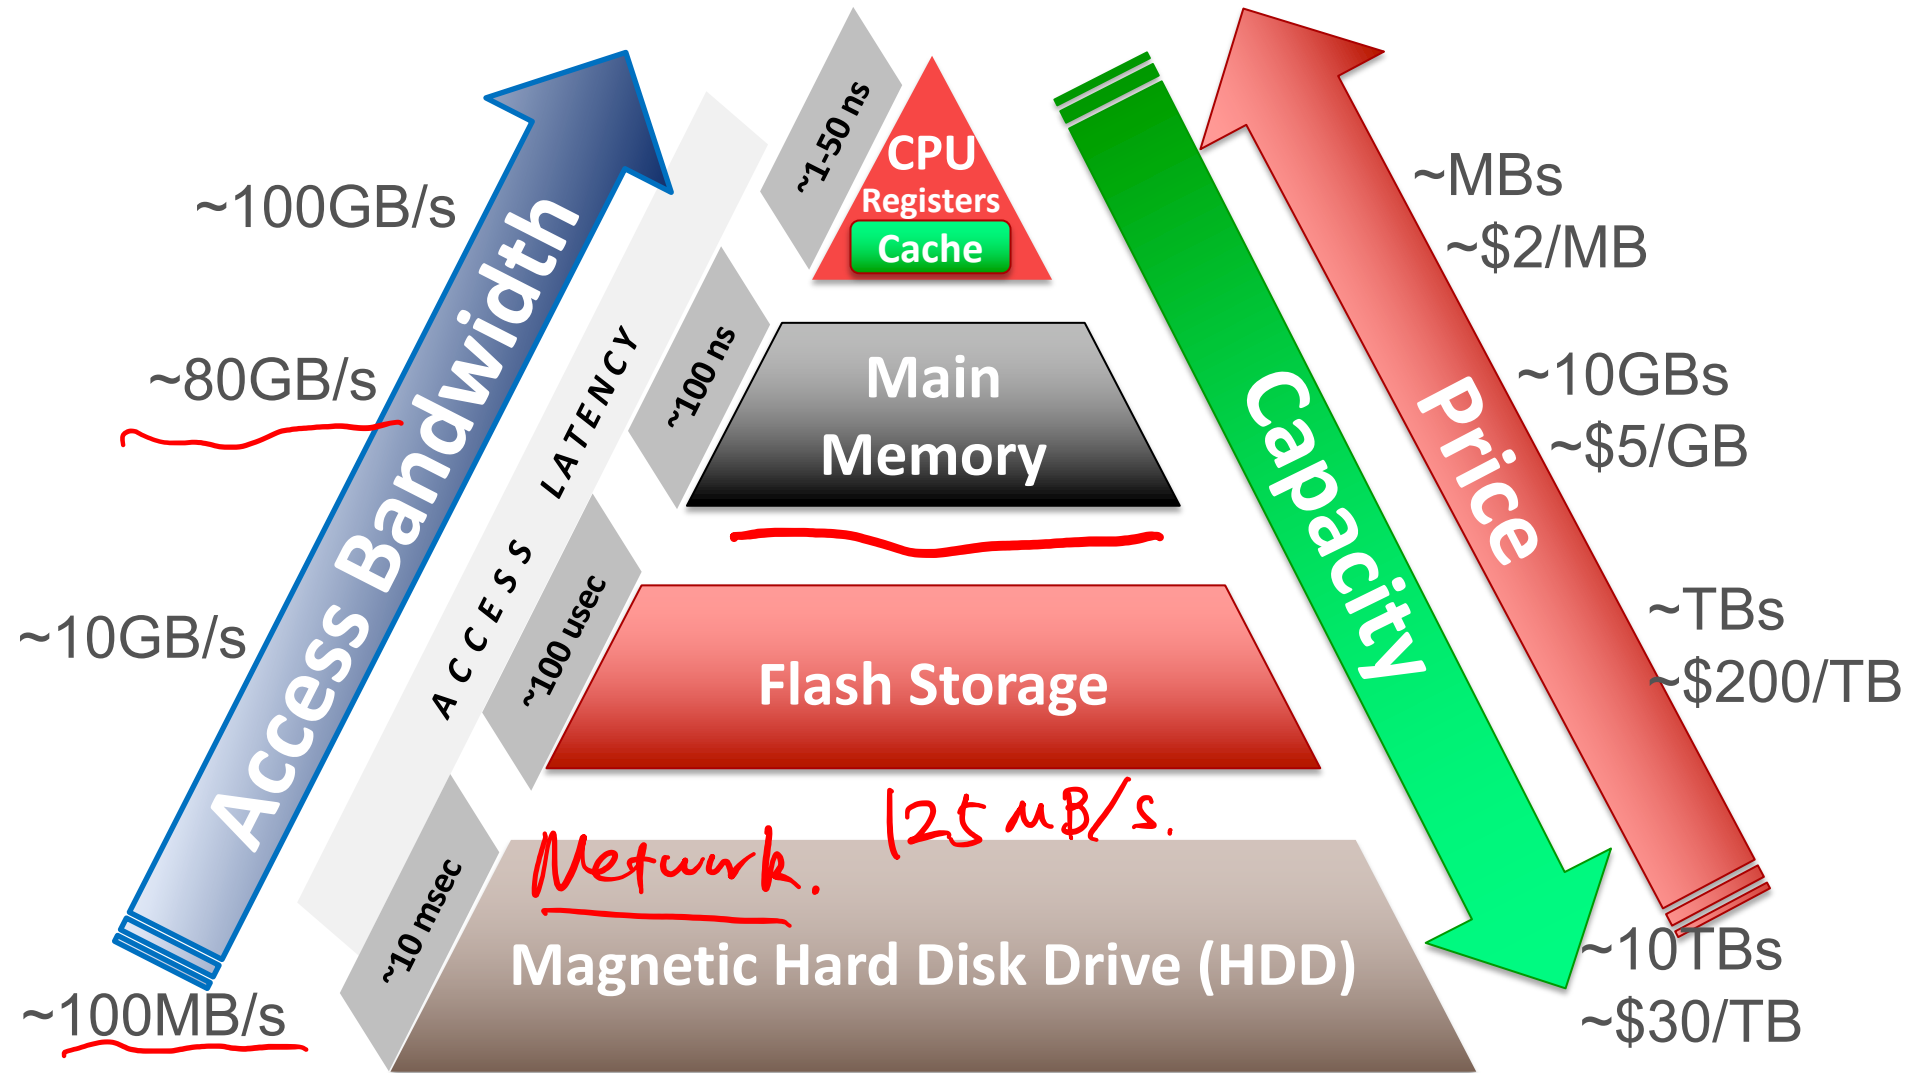 ~1-50 ns
CPU
Registers
Cache
~100GB/s
~MBs
~$2/MB
~80GB/s
~100 ns
Main
Memory
~10GBs
~$5/GB
Access Bandwidth
ACCESS LATENCY
Capacity
Price
~10GB/s
~100 usec
Flash Storage
~TBs
~$200/TB
125 MB/s.
Network.
~100MB/s
~10 msec
Magnetic Hard Disk Drive (HDD)
~10TBs
~$30/TB